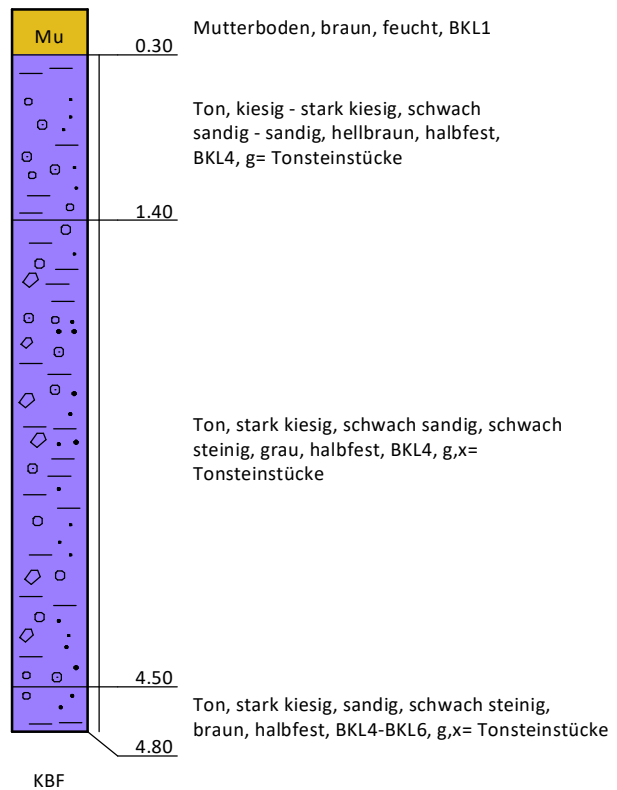 Mu
Mutterboden, braun, feucht, BKL1
0.30
Ton, kiesig - stark kiesig, schwach
sandig - sandig, hellbraun, halbfest,
BKL4, g= Tonsteinstücke
1.40
Ton, stark kiesig, schwach sandig, schwach
steinig, grau, halbfest, BKL4, g,x=
Tonsteinstücke
4.50
Ton, stark kiesig, sandig, schwach steinig,
braun, halbfest, BKL4-BKL6, g,x= Tonsteinstücke
4.80
KBF